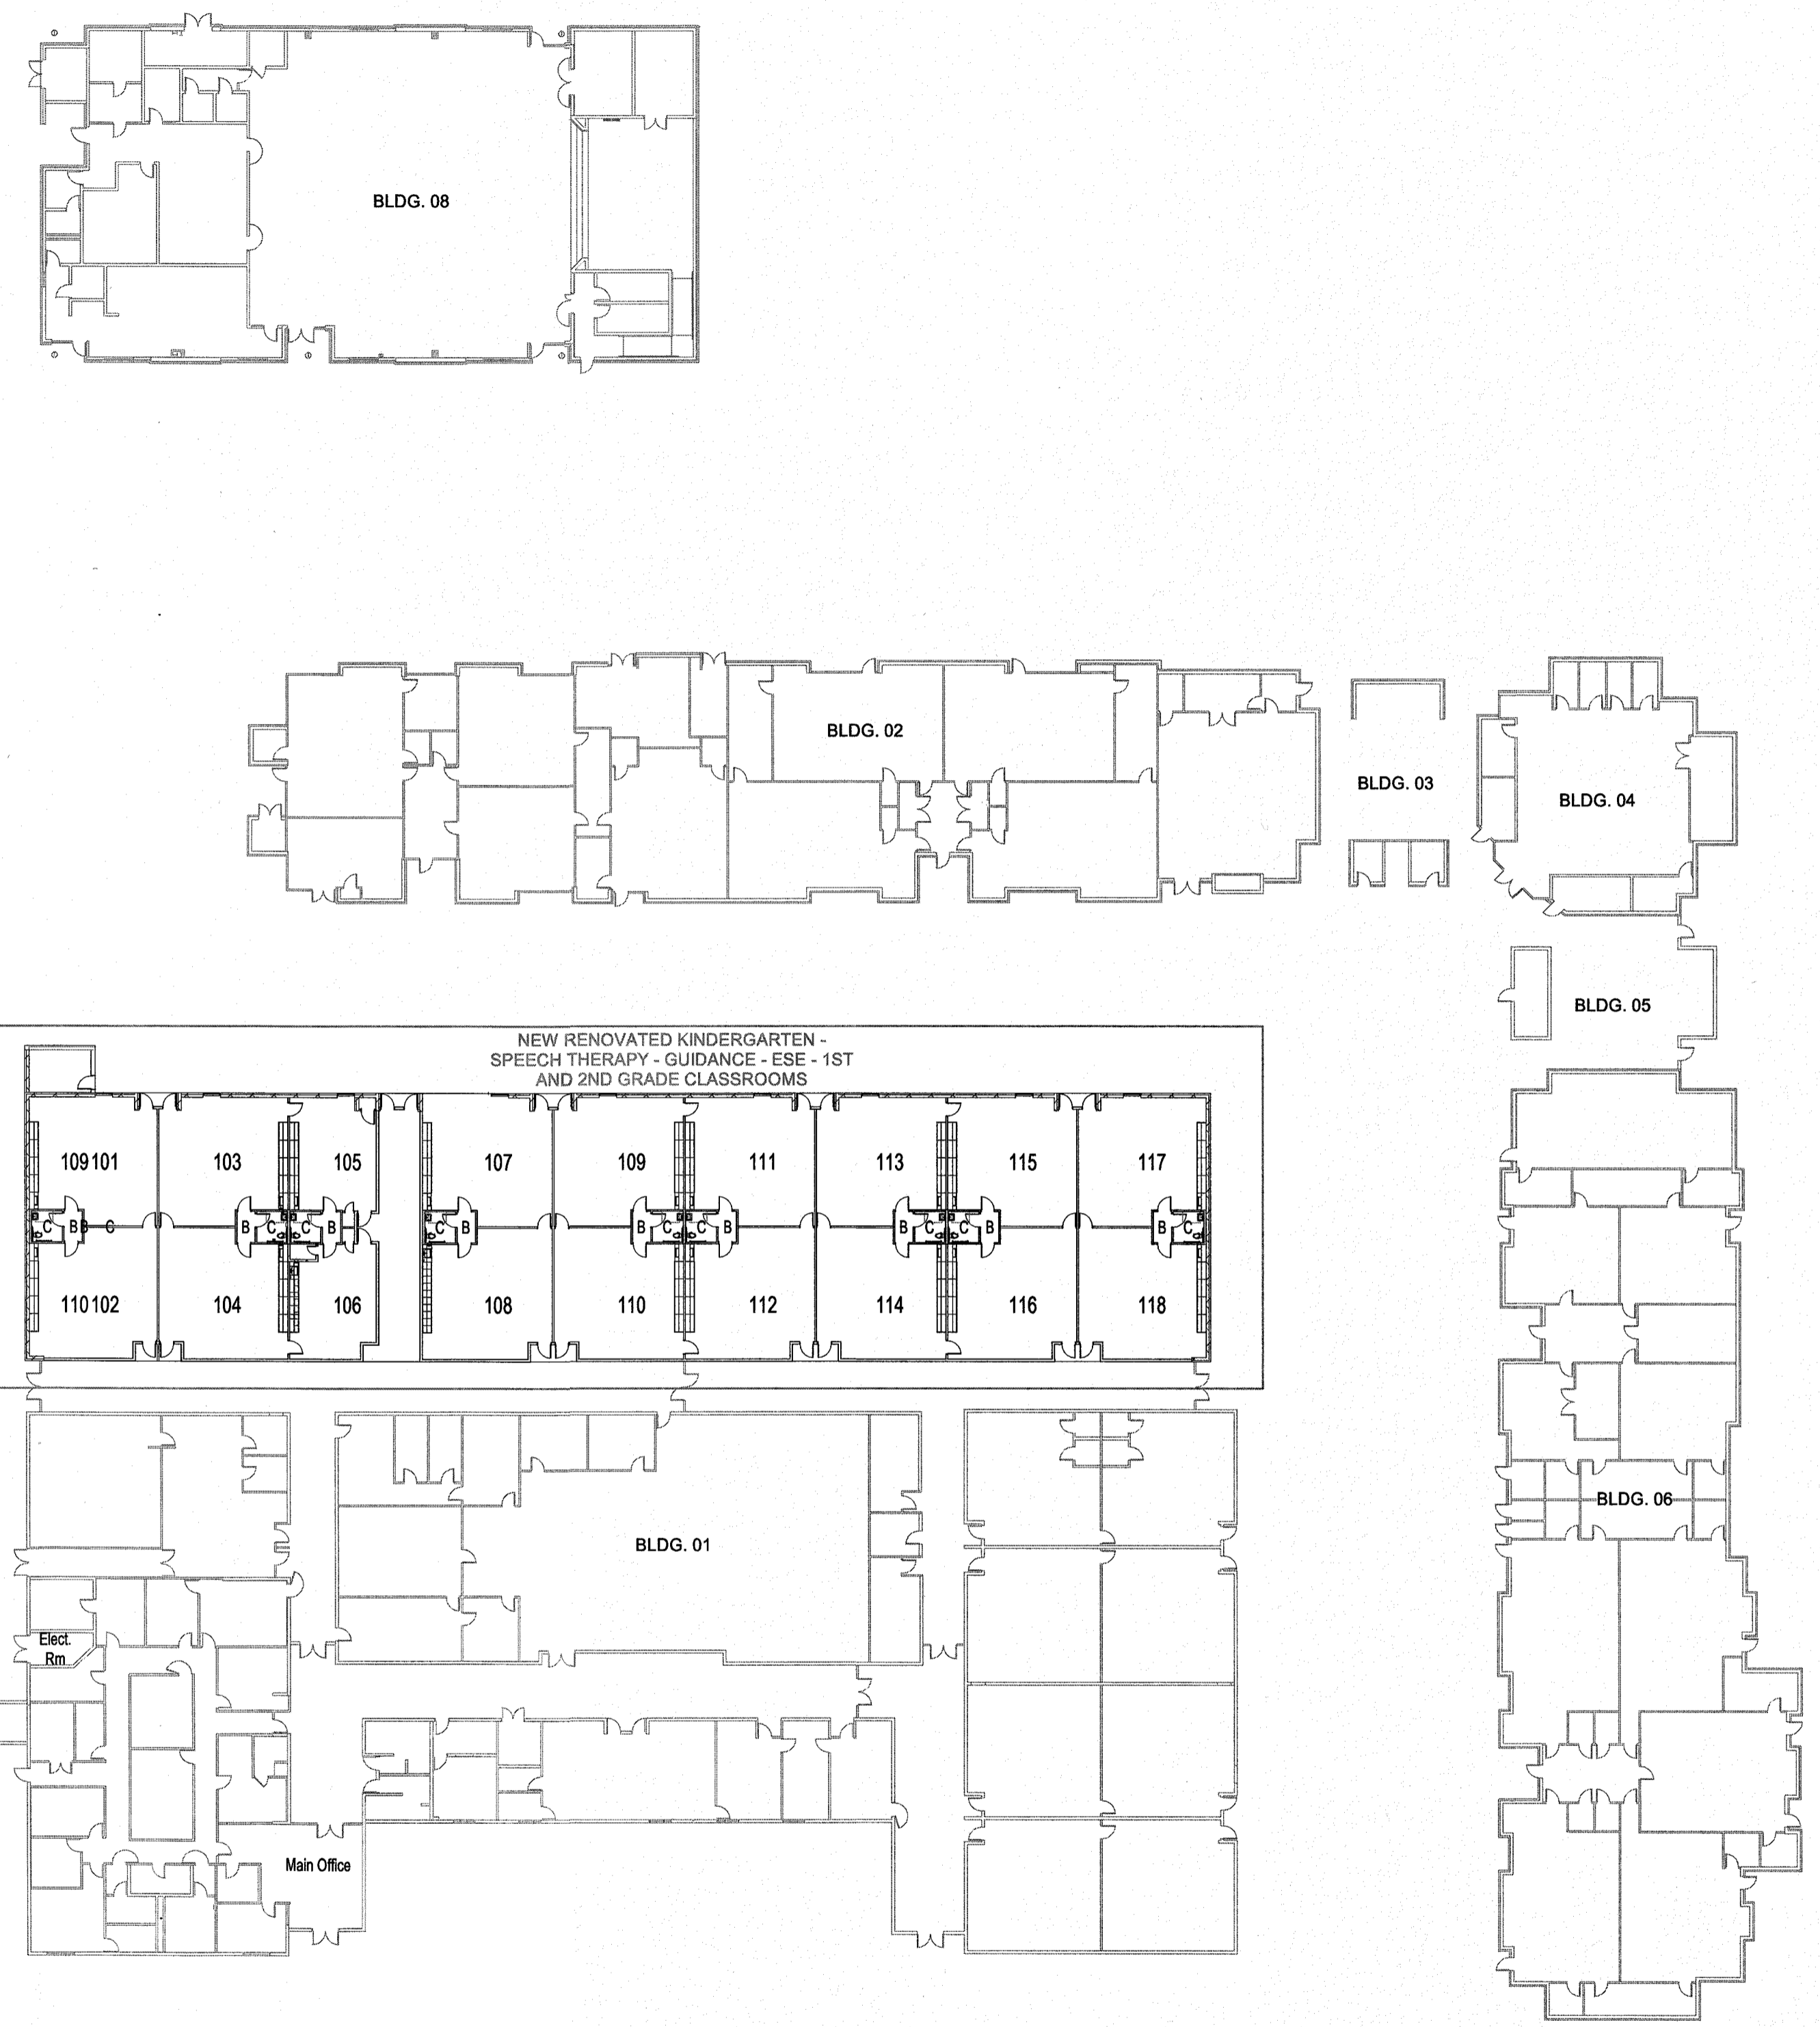 BLDG. 08
BLDG. 02
BLDG. 03
BLDG. 04
BLDG. 05
NEW RENOVATED KINDERGARTEN -
SPEECH THERAPY - GUIDANCE - ESE - 1ST
AND 2ND GRADE CLASSROOMS
109 101 103 105 107 109 111 113 115 117
C B B C B C C B C B B C C B B C C B B C
110 102 104 106 108 110 112 114 116 118
BLDG. 06
BLDG. 01
Elect.
Rm
Main Office